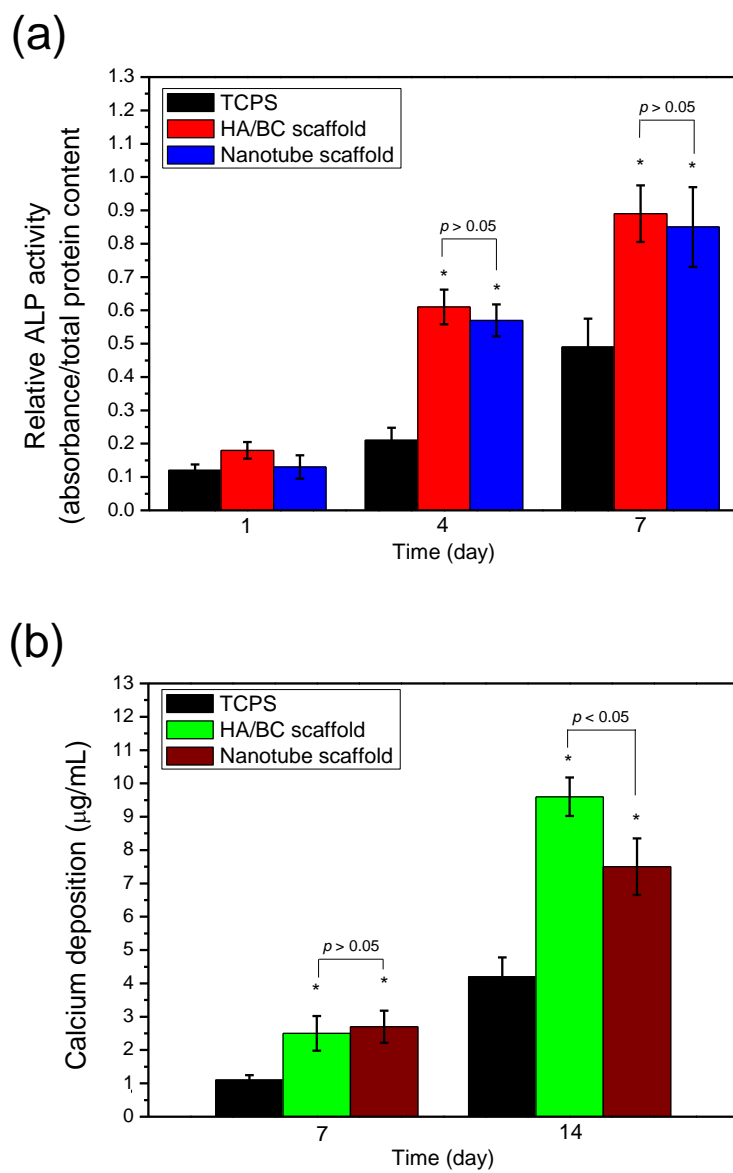 (a)
1.3
1.2
1.1
1.0
0.9
0.8
0.7
0.6
0.5
0.4
0.3
0.2
0.1
0.0
Relative ALP activity
(absorbance/total protein content
TCPS
HA/BC scaffold
Nanotube scaffold
p > 0.05
* *
p > 0.05
* *
1 4 7
Time (day)
(b)
13
12
11
10
9
8
7
6
5
4
3
2
1
0
Calcium deposition (μg/mL)
TCPS
HA/BC scaffold
Nanotube scaffold
p < 0.05
*
*
p > 0.05
* *
7 14
Time (day)